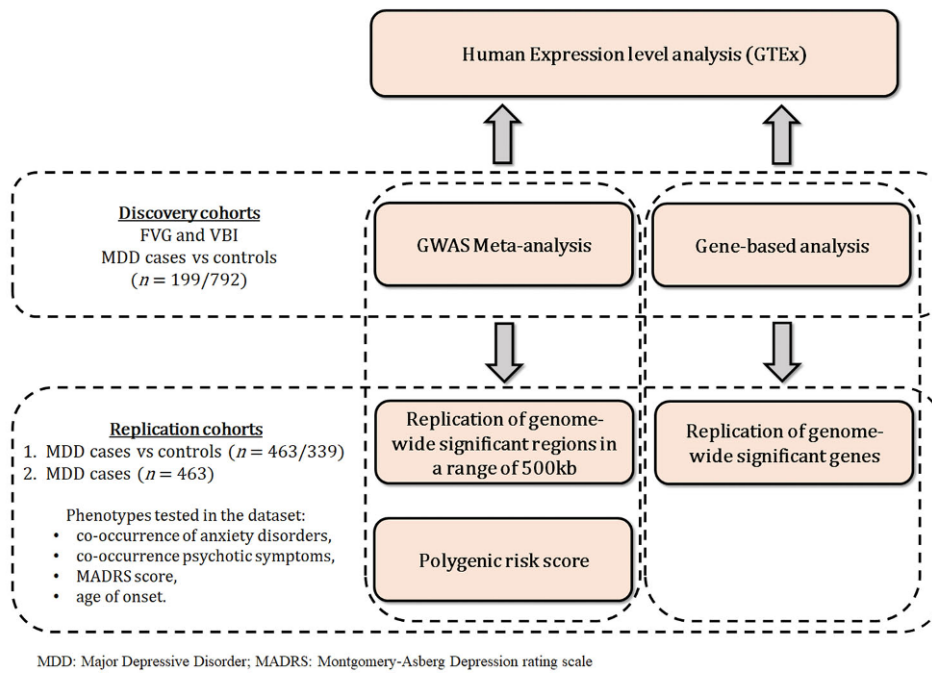 Human Expression level analysis (GTEx)
Discovery cohorts
FVG and VBI
MDD cases vs controls
(n = 199/792)
GWAS Meta-analysis
Gene-based analysis
Replication cohorts
1. MDD cases vs controls (n = 463/339)
2. MDD cases (n = 463)
Phenotypes tested in the dataset:
• co-occurrence of anxiety disorders,
• co-occurrence psychotic symptoms,
• MADRS score,
• age of onset.
Replication of genome-
wide significant regions in
a range of 500kb
Replication of genome-
wide significant genes
Polygenic risk score
MDD: Major Depressive Disorder; MADRS: Montgomery-Asberg Depression rating scale